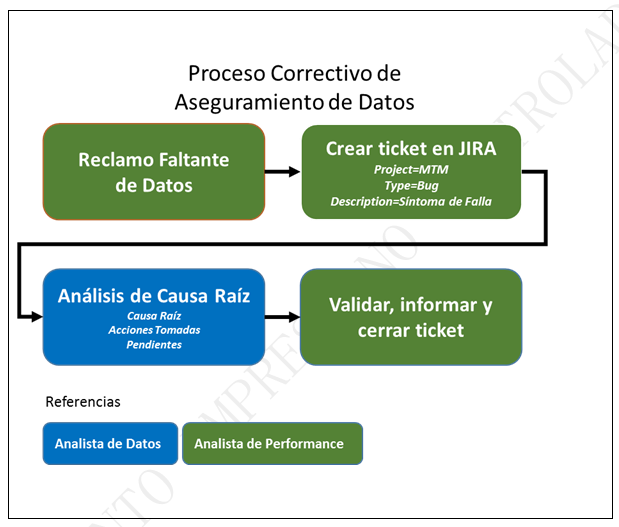 Proceso Correctivo de
Aseguramiento de Datos
Reclamo Faltante
de Datos
Crear ticket en JIRA
Project=MTM
Type=Bug
Description=Síntoma de Falla
Análisis de Causa Raíz
Causa Raíz
Acciones Tomadas
Pendientes
Validar, informar y
cerrar ticket
Referencias
Analista de Datos
Analista de Performance